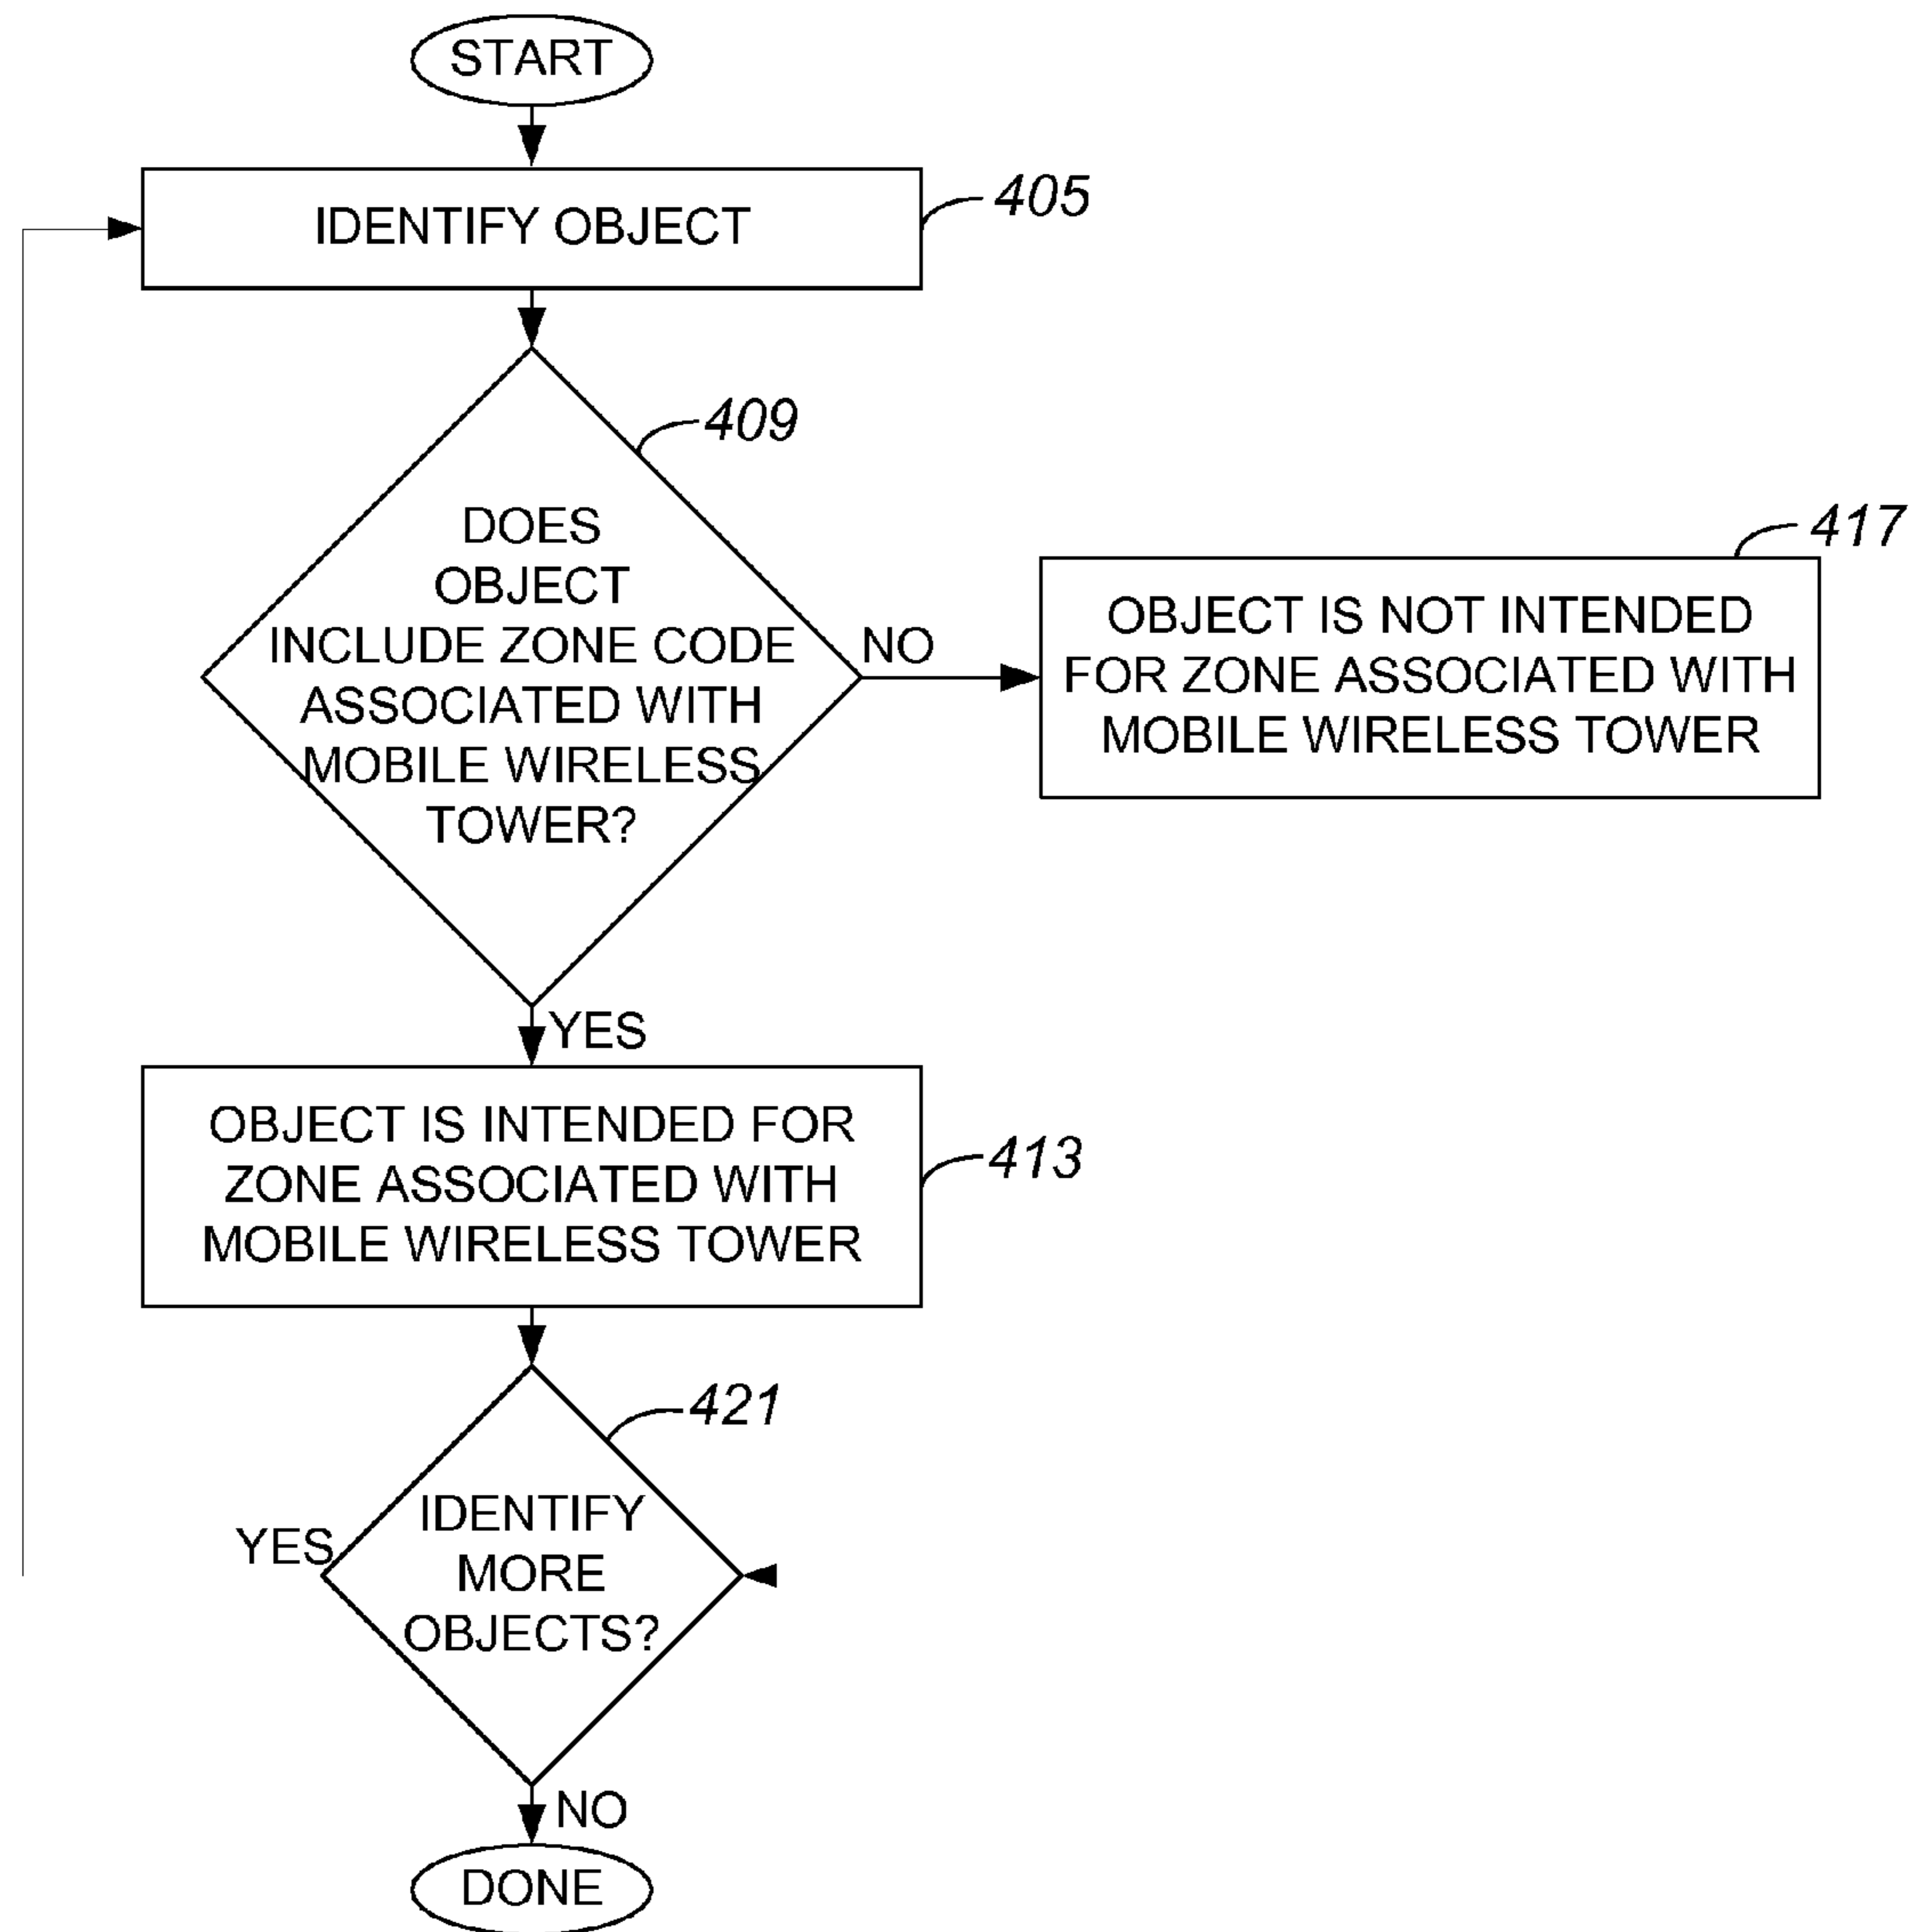 START
IDENTIFY OBJECT
405
409
DOES
OBJECT
INCLUDE ZONE CODE
ASSOCIATED WITH
MOBILE WIRELESS
TOWER?
NO
417
OBJECT IS NOT INTENDED
FOR ZONE ASSOCIATED WITH
MOBILE WIRELESS TOWER
YES
OBJECT IS INTENDED FOR
ZONE ASSOCIATED WITH
MOBILE WIRELESS TOWER
413
421
IDENTIFY
MORE
OBJECTS?
YES
NO
DONE